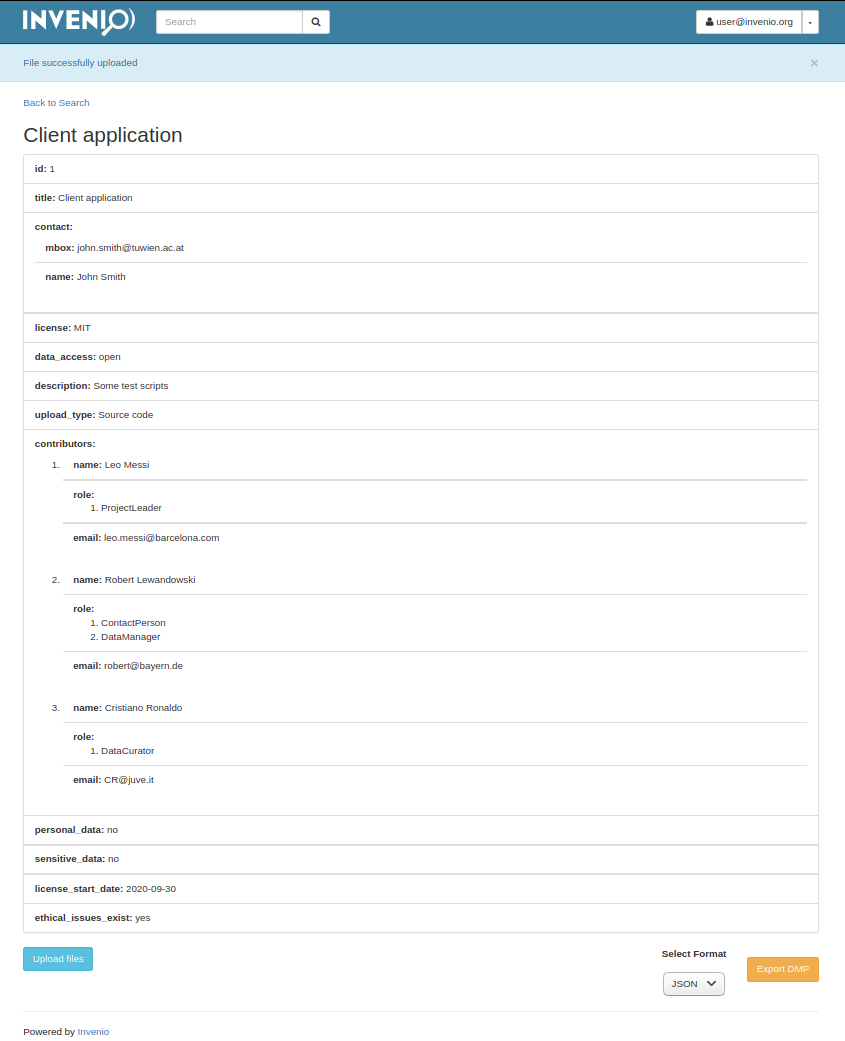 INVENIO
Search
user@invenio.org
File successfully uploaded
×
Back to Search
Client application
id: 1
title: Client application
contact:
mbox: john.smith@tuwien.ac.at
name: John Smith
license: MIT
data_access: open
description: Some test scripts
upload_type: Source code
contributors:
1. name: Leo Messi
role:
1. ProjectLeader
email: leo.messi@barcelona.com
2. name: Robert Lewandowski
role:
1. ContactPerson
2. DataManager
email: robert@bayern.de
3. name: Cristiano Ronaldo
role:
1. DataCurator
email: CR@juve.it
personal_data: no
sensitive_data: no
license_start_date: 2020-09-30
ethical_issues_exist: yes
Upload files
Select Format
JSON
Export DMP
Powered by Invenio